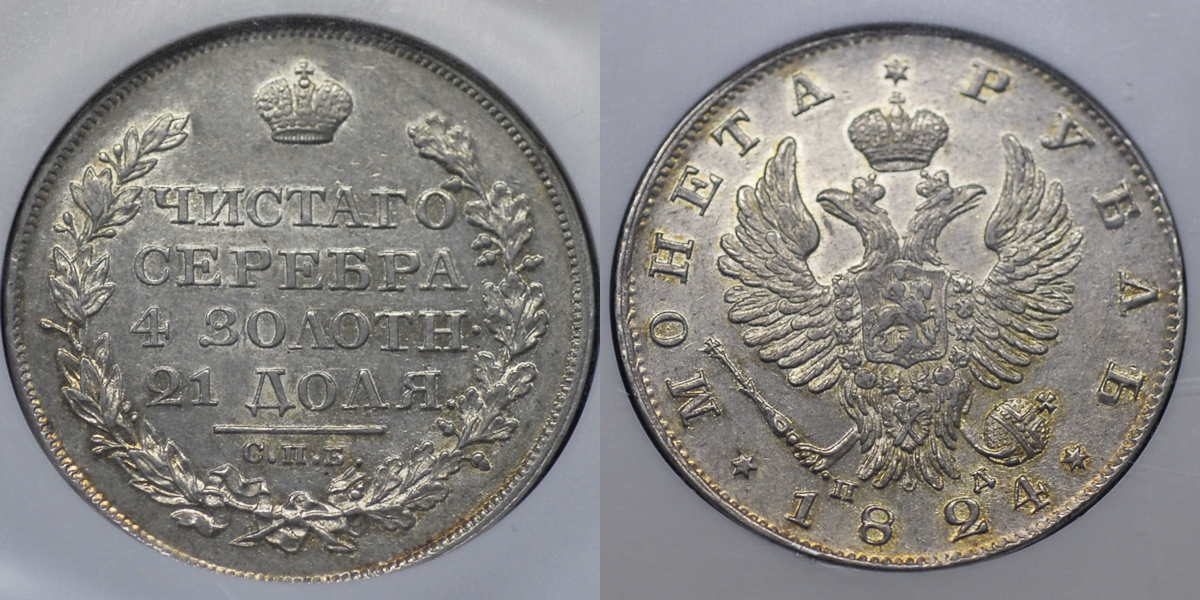 ЧИСТАГО
СЕРЕБРА
4 ЗОЛОТН.
21 ДОЛЯ
С.П.Б.
МОНЕТА РУБЛЬ
П Д
1824